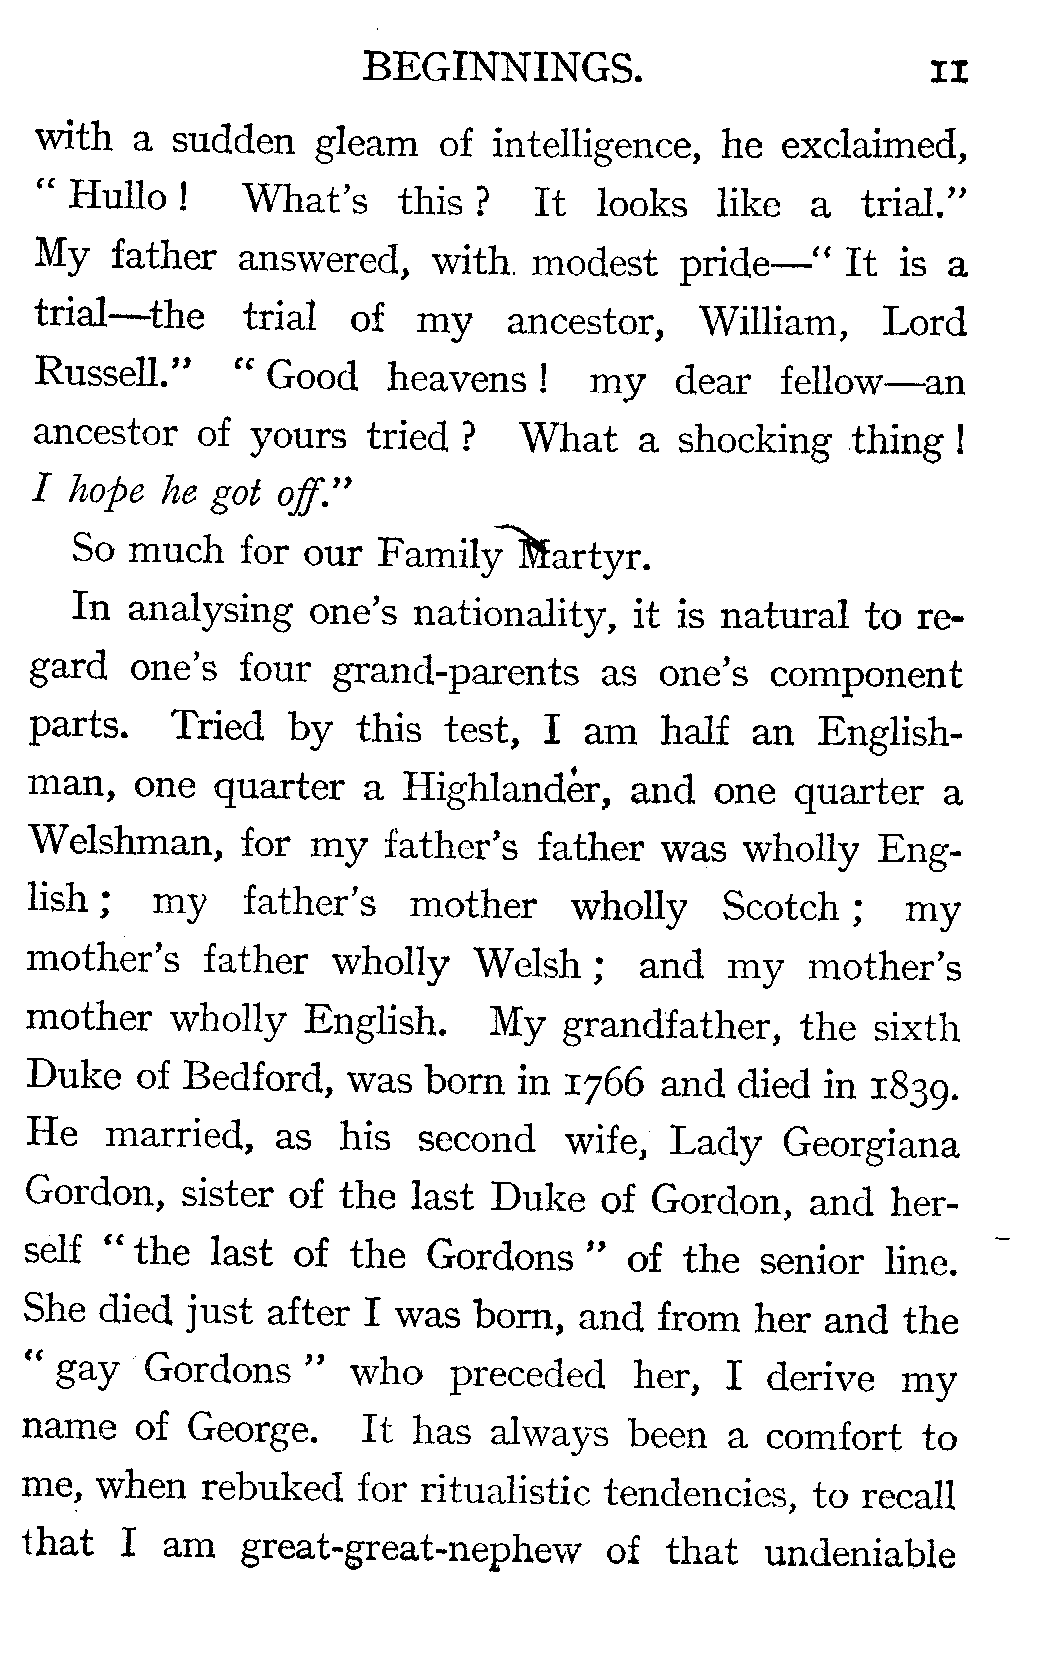 BEGINNINGS. 11
with a sudden gleam of intelligence, he exclaimed,
“ Hullo ! What’s this ? It looks like a trial.”
My father answered, with. modest pride—“ It is a
trial—the trial of my ancestor, William, Lord
Russell.” “ Good heavens ! my dear fellow—an
ancestor of yours tried ? What a shocking thing !
I hope he got off.”
So much for our Family Martyr.
In analysing one’s nationality, it is natural to re-
gard one’s four grand-parents as one’s component
parts. Tried by this test, I am half an English-
man, one quarter a Highlander, and one quarter a
Welshman, for my father’s father was wholly Eng-
lish ; my father’s mother wholly Scotch ; my
mother’s father wholly Welsh ; and my mother’s
mother wholly English. My grandfather, the sixth
Duke of Bedford, was born in 1766 and died in 1839.
He married, as his second wife, Lady Georgiana
Gordon, sister of the last Duke of Gordon, and her-
self “ the last of the Gordons ” of the senior line.
She died just after I was born, and from her and the
“ gay Gordons ” who preceded her, I derive my
name of George. It has always been a comfort to
me, when rebuked for ritualistic tendencies, to recall
that I am great-great-nephew of that undeniable